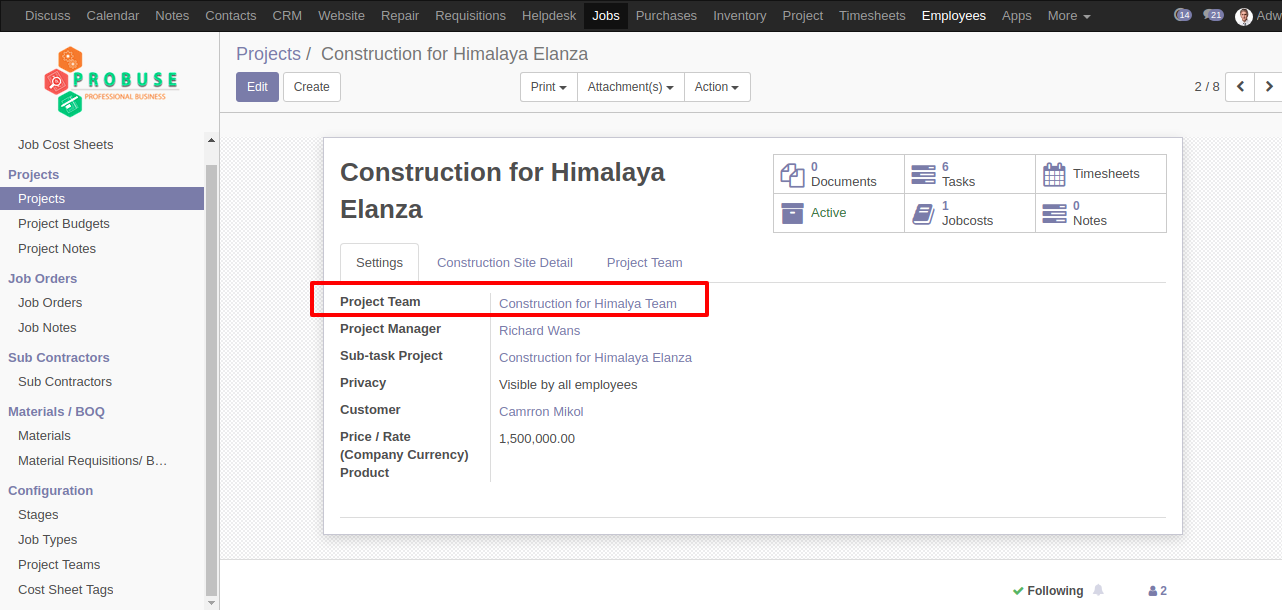 Discuss Calendar Notes Contacts CRM Website Repair Requisitions Helpdesk Jobs Purchases Inventory Project Timesheets Employees Apps More 14 21 Adw
PROBUSE
PROFESSIONAL BUSINESS
Job Cost Sheets
Projects
Projects
Project Budgets
Project Notes
Job Orders
Job Orders
Job Notes
Sub Contractors
Sub Contractors
Materials / BOQ
Materials
Material Requisitions/ B...
Configuration
Stages
Job Types
Project Teams
Cost Sheet Tags
Projects / Construction for Himalaya Elanza
Edit Create Print Attachment(s) Action 2 / 8
Construction for Himalaya
Elanza
0
Documents
6
Tasks
Timesheets
Active
1
Jobcosts
0
Notes
Settings Construction Site Detail Project Team
Project Team Construction for Himalya Team
Project Manager Richard Wans
Sub-task Project Construction for Himalaya Elanza
Privacy Visible by all employees
Customer Camrron Mikol
Price / Rate 1,500,000.00
(Company Currency)
Product
Following 2